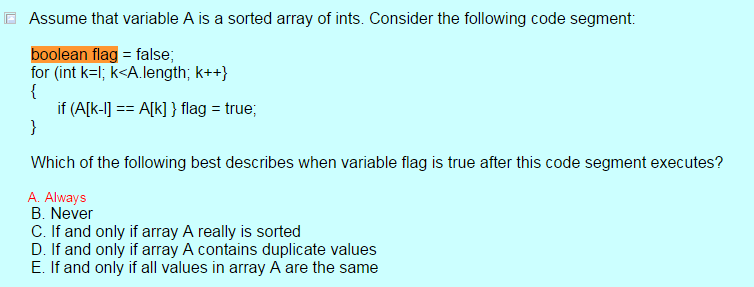 Assume that variable A is a sorted array of ints. Consider the following code segment:
boolean flag = false;
for (int k=l; k<A.length; k++}
{
if (A[k-l] == A[k] } flag = true;
}
Which of the following best describes when variable flag is true after this code segment executes?
A. Always
B. Never
C. If and only if array A really is sorted
D. If and only if array A contains duplicate values
E. If and only if all values in array A are the same